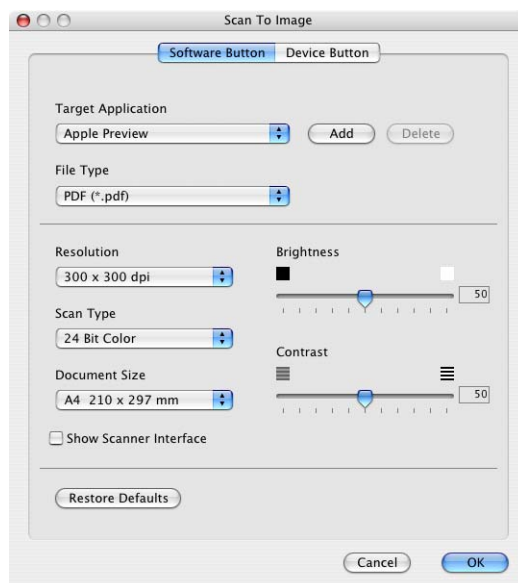 Scan To Image
Software Button Device Button
Target Application
Apple Preview Add Delete
File Type
PDF (*.pdf)
Resolution Brightness
300 x 300 dpi
50
Scan Type
24 Bit Color
Contrast
Document Size
A4 210 x 297 mm 50
Show Scanner Interface
Restore Defaults
Cancel OK